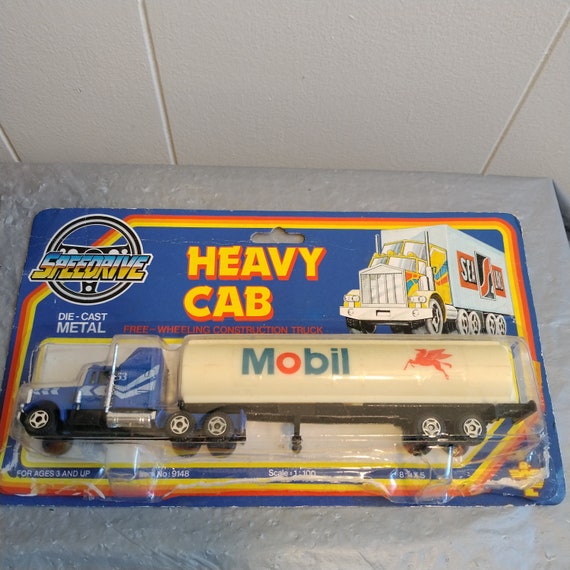 SPEEDRIVE
HEAVY
CAB
DIE-CAST
METAL
FREE-WHEELING CONSTRUCTION TRUCK
Mobil
FOR AGES 3 AND UP
Item No: 9148
Scale: 1:100